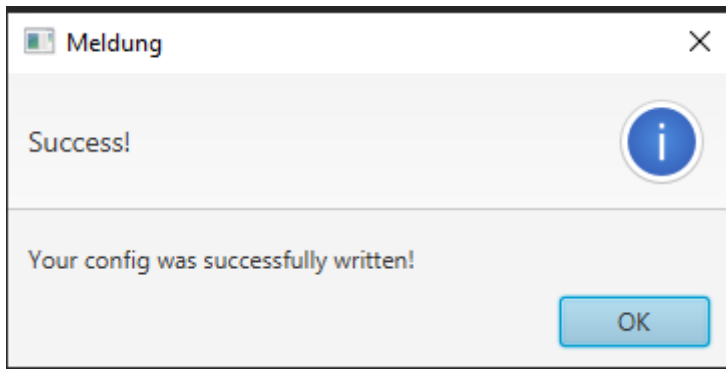 Meldung
Success!
i
Your config was successfully written!
OK